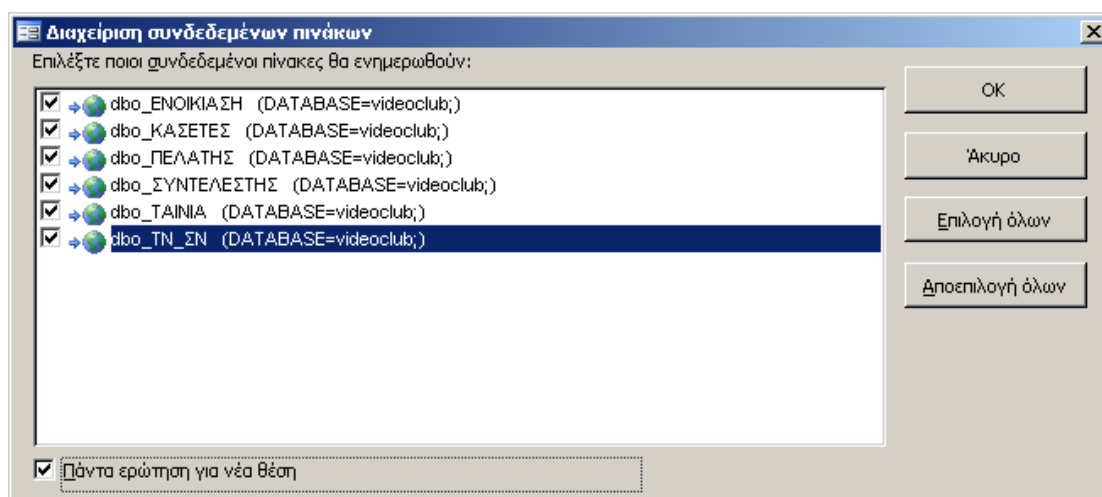 Διαχείριση συνδεδεμένων πινάκων
Επιλέξτε ποιοι συνδεδεμένοι πίνακες θα ενημερωθούν:
dbo_ΕΝΟΙΚΙΑΣΗ (DATABASE=videoclub;)
dbo_ΚΑΣΕΤΕΣ (DATABASE=videoclub;)
dbo_ΠΕΛΑΤΗΣ (DATABASE=videoclub;)
dbo_ΣΥΝΤΕΛΕΣΤΗΣ (DATABASE=videoclub;)
dbo_ΤΑΙΝΙΑ (DATABASE=videoclub;)
dbo_ΤΝ_ΣΝ (DATABASE=videoclub;)
OK
Άκυρο
Επιλογή όλων
Αποεπιλογή όλων
Πάντα ερώτηση για νέα θέση